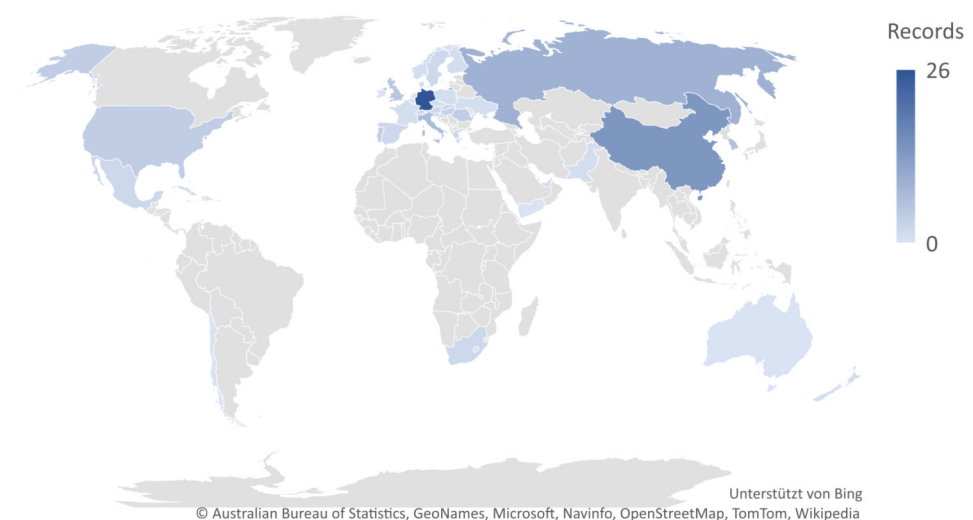 Records
26
0
Unterstützt von Bing
© Australian Bureau of Statistics, GeoNames, Microsoft, Navinfo, OpenStreetMap, TomTom, Wikipedia